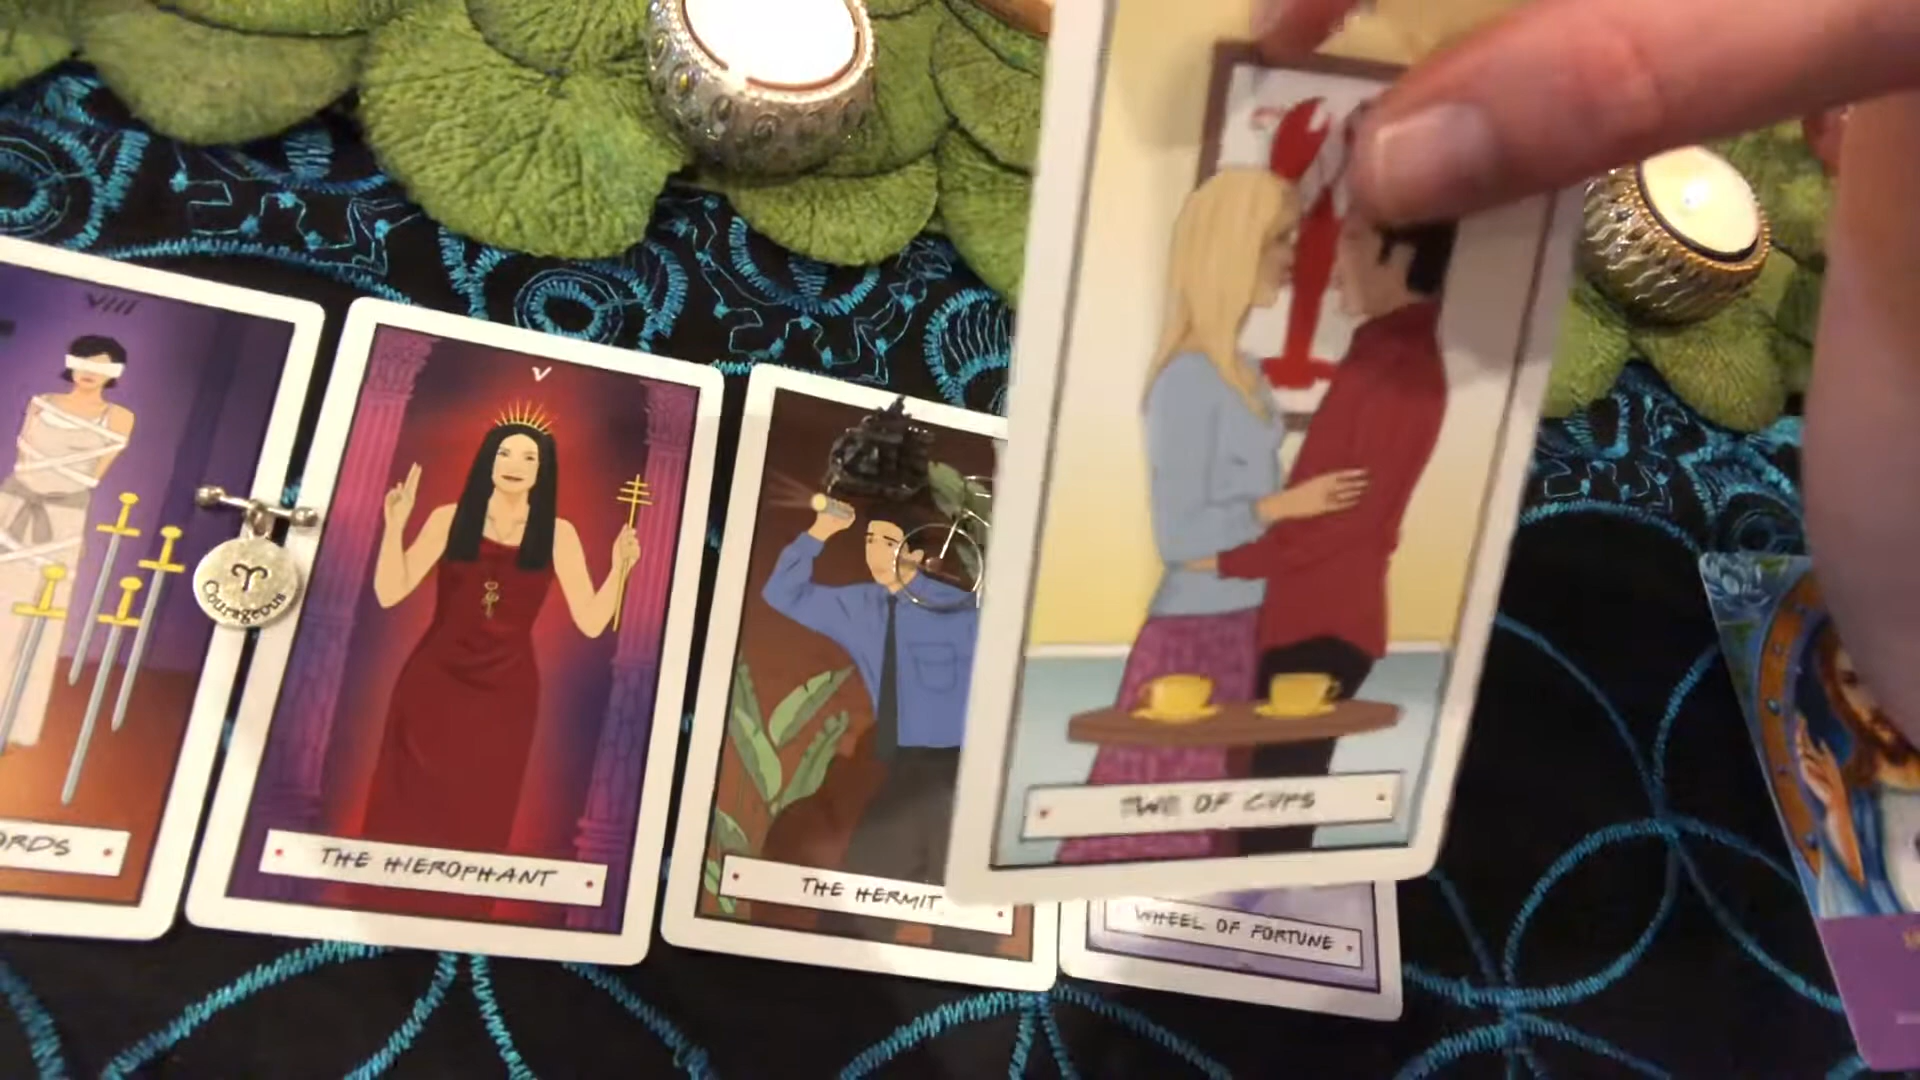 VIII
V
ORDS
Courageous
THE HIEROPHANT
THE HERMIT
TWO OF CUPS
WHEEL OF FORTUNE